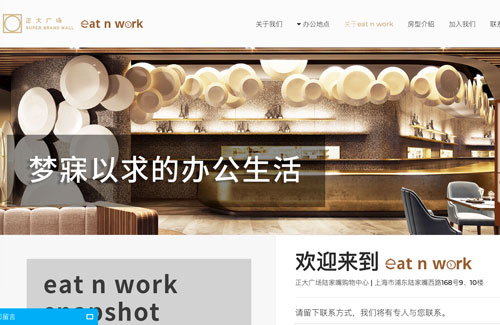 正大广场
SUPER BRAND MALL
eat n work
关于我们
办公地点
关于eat n work
房型介绍
加入我们
联系
梦寐以求的办公生活
eat n work
snapshot
欢迎来到 eat n work
正大广场陆家嘴购物中心 | 上海市浦东陆家嘴西路168号9、10楼
请留下联系方式，我们将有专人与您联系。
留言